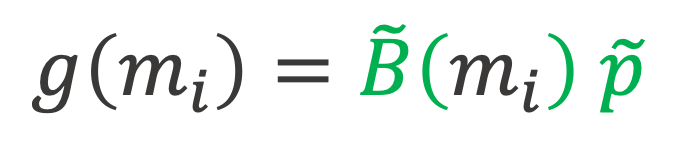 g(mᵢ) = B̃(mᵢ) p̃